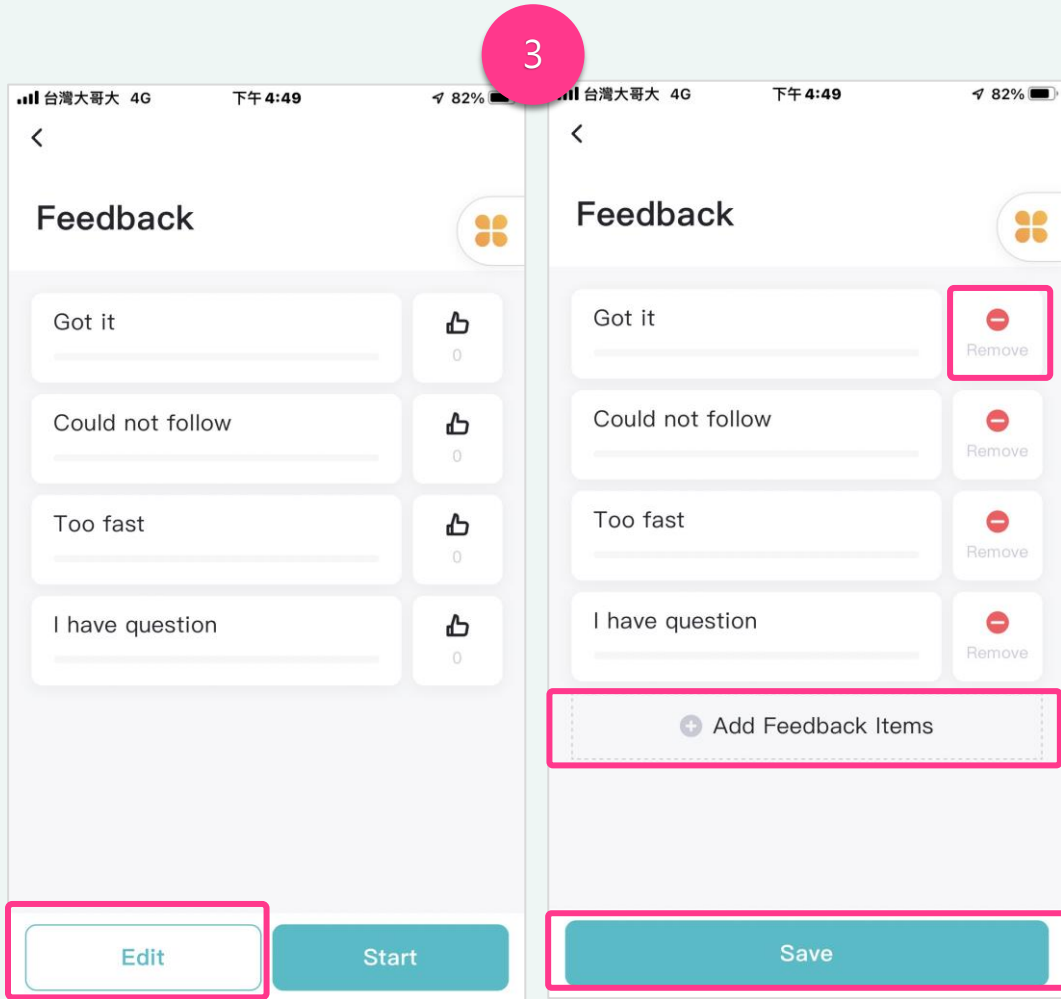 3
台灣大哥大 4G 下午4:49 82%
Feedback
Got it
0
Could not follow
0
Too fast
0
I have question
0
Edit
Start
台灣大哥大 4G 下午4:49 82%
Feedback
Got it
Remove
Could not follow
Remove
Too fast
Remove
I have question
Remove
Add Feedback Items
Save